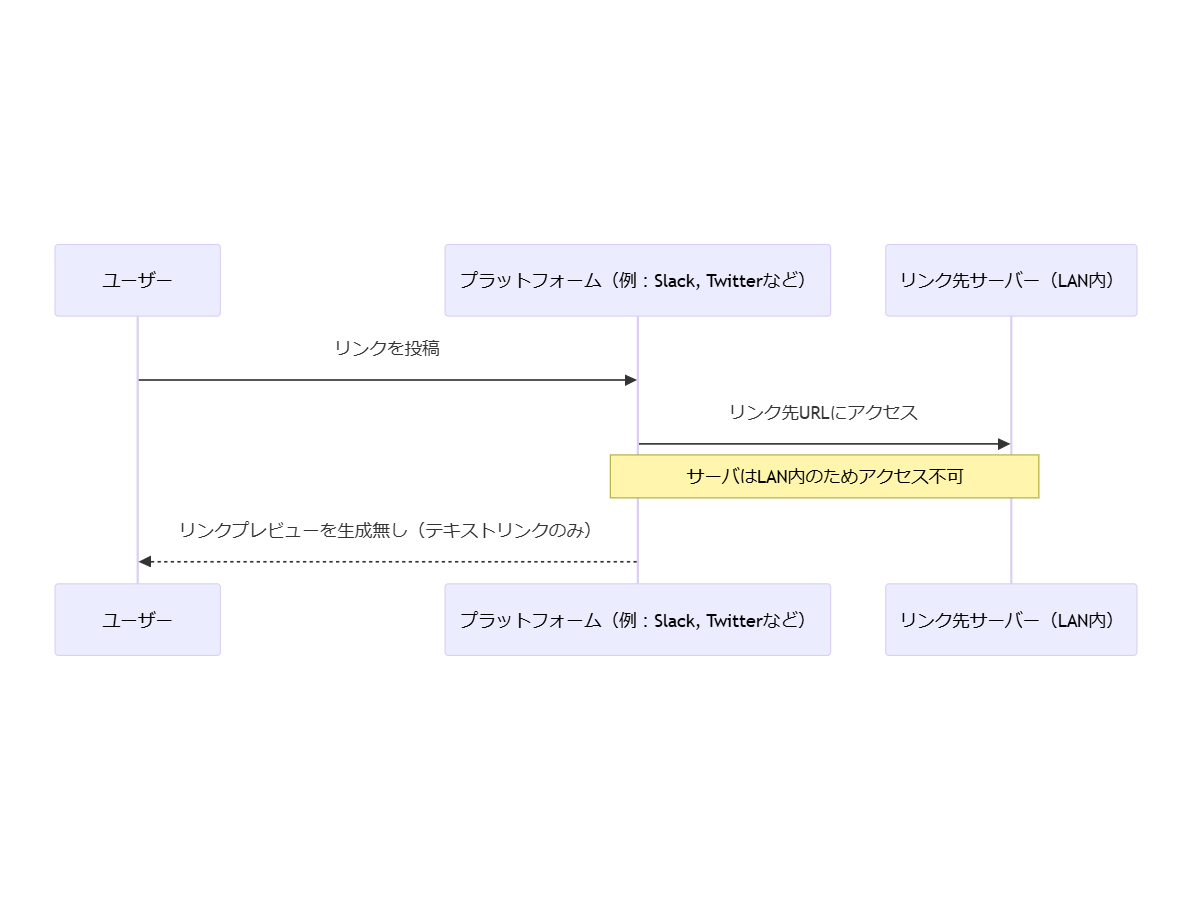 ユーザー
プラットフォーム（例：Slack, Twitterなど）
リンク先サーバー（LAN内）
リンクを投稿
リンク先URLにアクセス
サーバはLAN内のためアクセス不可
リンクプレビューを生成無し（テキストリンクのみ）
ユーザー
プラットフォーム（例：Slack, Twitterなど）
リンク先サーバー（LAN内）